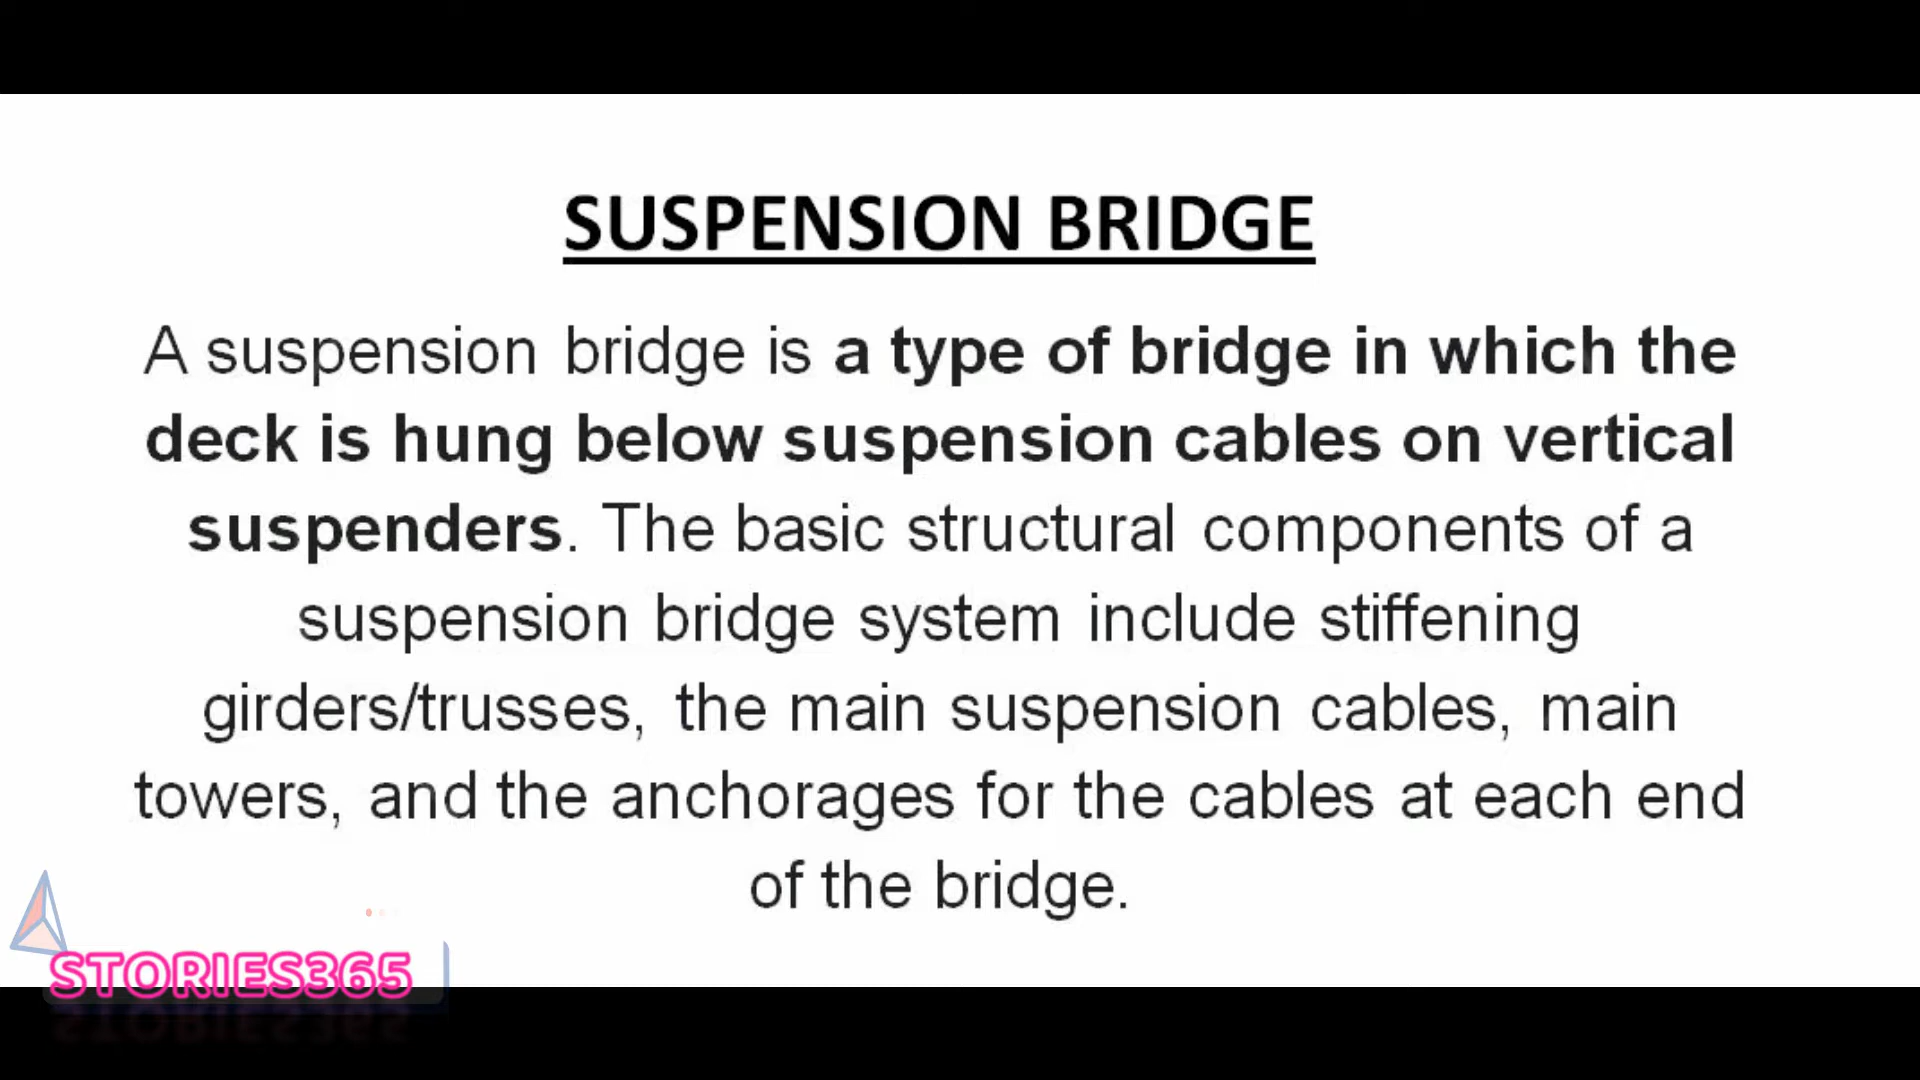 SUSPENSION BRIDGE
A suspension bridge is a type of bridge in which the
deck is hung below suspension cables on vertical
suspenders. The basic structural components of a
suspension bridge system include stiffening
girders/trusses, the main suspension cables, main
towers, and the anchorages for the cables at each end
of the bridge.
STORIES365